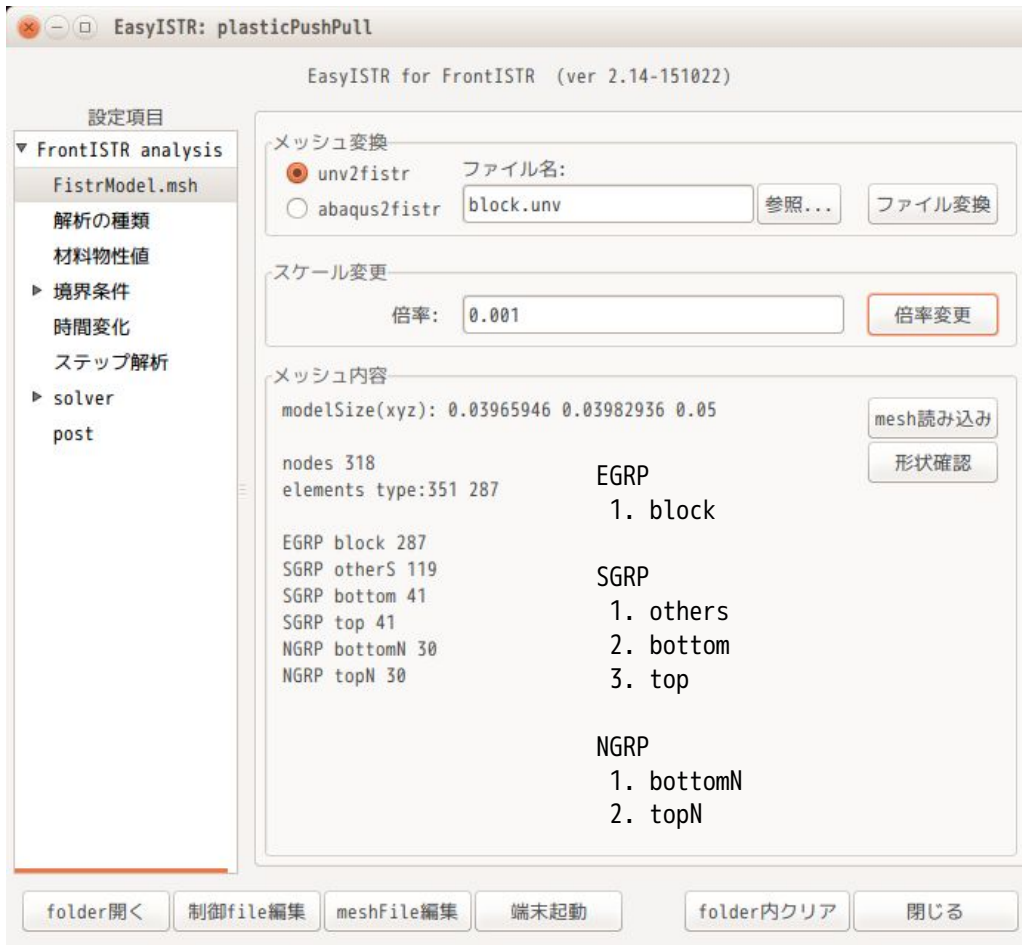 EasyISTR: plasticPushPull
EasyISTR for FrontISTR (ver 2.14-151022)
設定項目
FrontISTR analysis
FistrModel.msh
解析の種類
材料物性値
境界条件
時間変化
ステップ解析
solver
post
メッシュ変換
unv2fistr
ファイル名:
abaqus2fistr
block.unv
参照...
ファイル変換
スケール変更
倍率:
0.001
倍率変更
メッシュ内容
modelSize(xyz): 0.03965946 0.03982936 0.05
nodes 318
elements type:351 287
EGRP block 287
SGRP otherS 119
SGRP bottom 41
SGRP top 41
NGRP bottomN 30
NGRP topN 30
mesh読み込み
形状確認
EGRP
1. block
SGRP
1. others
2. bottom
3. top
NGRP
1. bottomN
2. topN
folder開く
制御file編集
meshFile編集
端末起動
folder内クリア
閉じる